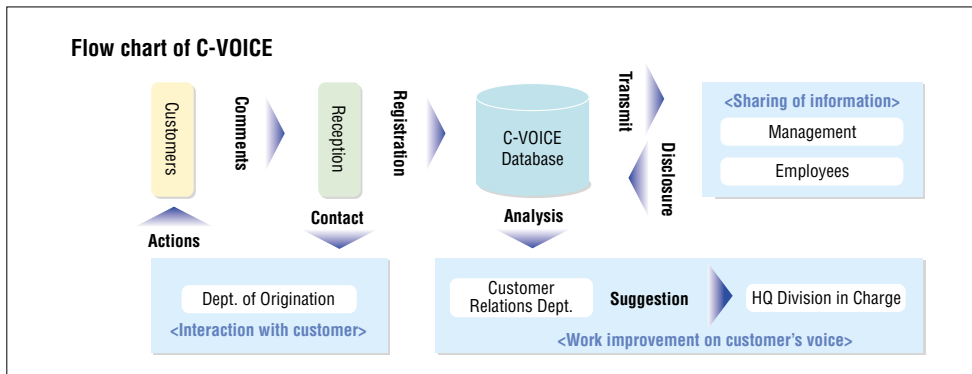 Flow chart of C-VOICE
Customers
Comments
Reception
Registration
C-VOICE
Database
Transmit
Disclosure
<Sharing of information>
Management
Employees
Actions
Contact
Analysis
Dept. of Origination
<Interaction with customer>
Customer
Relations Dept.
Suggestion
HQ Division in Charge
<Work improvement on customer’s voice>